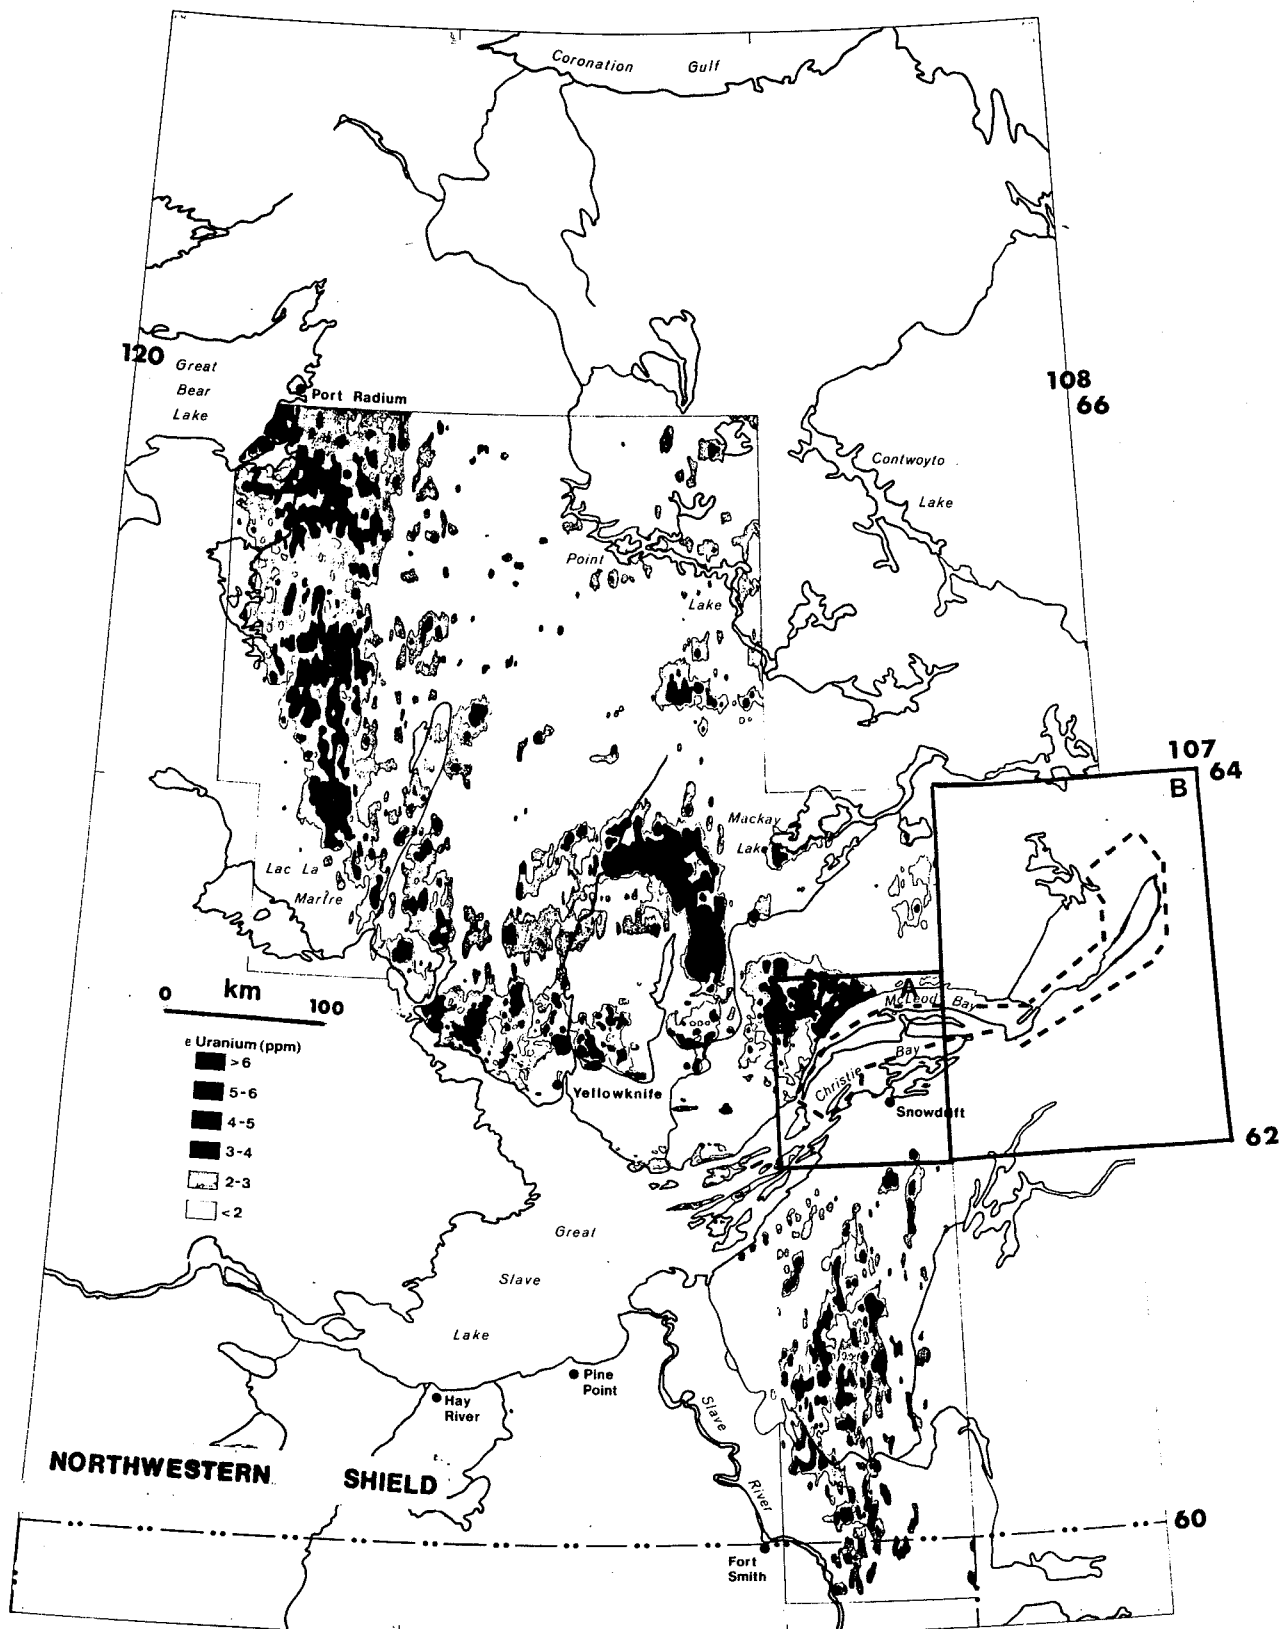 Coronation Gulf
120
Great
Bear
Lake
Port Radium
108
66
Contwoyto
Lake
Point
Lake
107
64
B
Mackay
Lake
Lac La
Martre
A
McLeod Bay
0 km 100
e Uranium (ppm)
>6
5-6
4-5
3-4
2-3
<2
Bay
Christie
Yellowknife
Snowdrift
62
Great
Slave
Lake
Pine
Point
Hay
River
Slave
River
NORTHWESTERN SHIELD
60
Fort
Smith